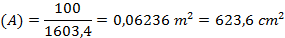 (A) = 100 / 1603,4 = 0,06236 m² = 623,6 cm²